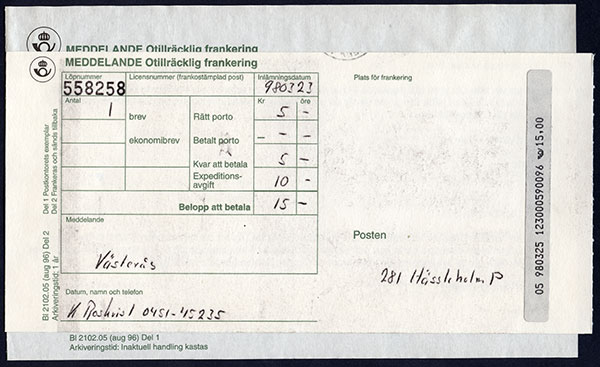 MEDDELANDE Otillräcklig frankering
MEDDELANDE Otillräcklig frankering
Löpnummer
558258
Licensnummer (frankostämplad post)
Inlämningsdatum
980323
Plats för frankering
Antal
1
brev
ekonomibrev
Kr öre
Rätt porto 5 –
Betalt porto – – –
Kvar att betala 5 –
Expeditions-
avgift 10 –
Belopp att betala 15 –
Meddelande
Västerås
Datum, namn och telefon
0451-45235
Posten
281 Hässleholm P
05 980325 123000590096 15,00
Del 1 Postkontorets exemplar
Del 2 Frankeras och sänds tillbaka
Bl 2102.05 (aug 96) Del 2
Arkiveringstid: 1 år
Bl 2102.05 (aug 96) Del 1
Arkiveringstid: Inaktuell handling kastas